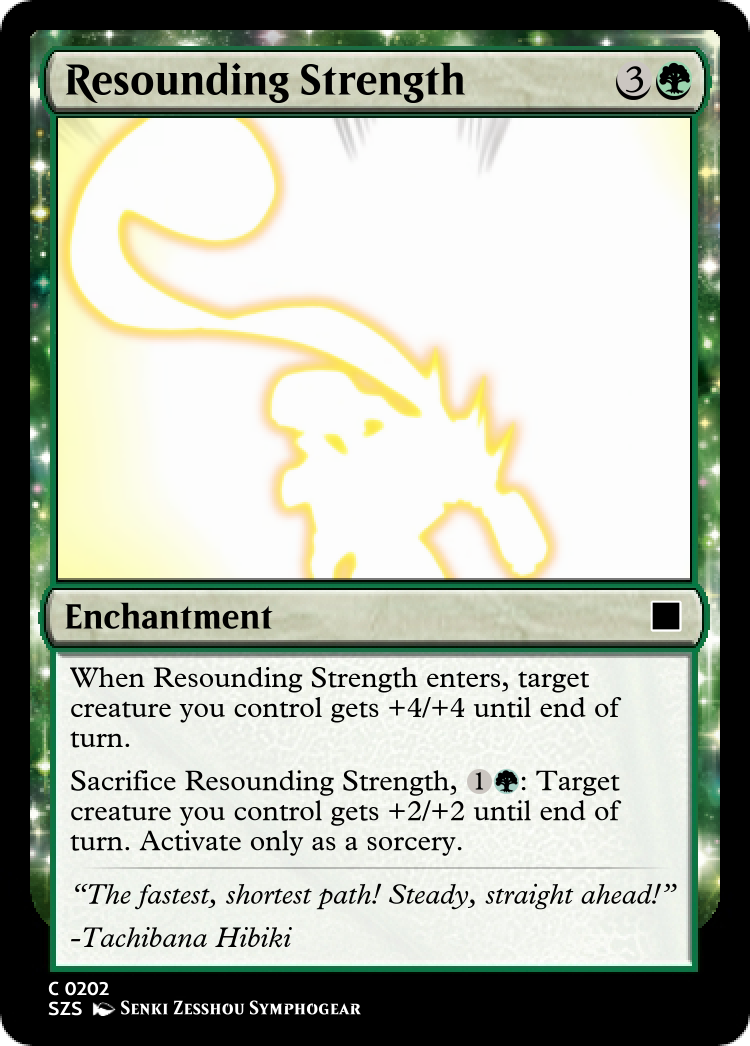 Resounding Strength 3
Enchantment
When Resounding Strength enters, target
creature you control gets +4/+4 until end of
turn.
Sacrifice Resounding Strength, 1 : Target
creature you control gets +2/+2 until end of
turn. Activate only as a sorcery.
“The fastest, shortest path! Steady, straight ahead!”
-Tachibana Hibiki
C 0202
SZS Senki Zesshou Symphogear